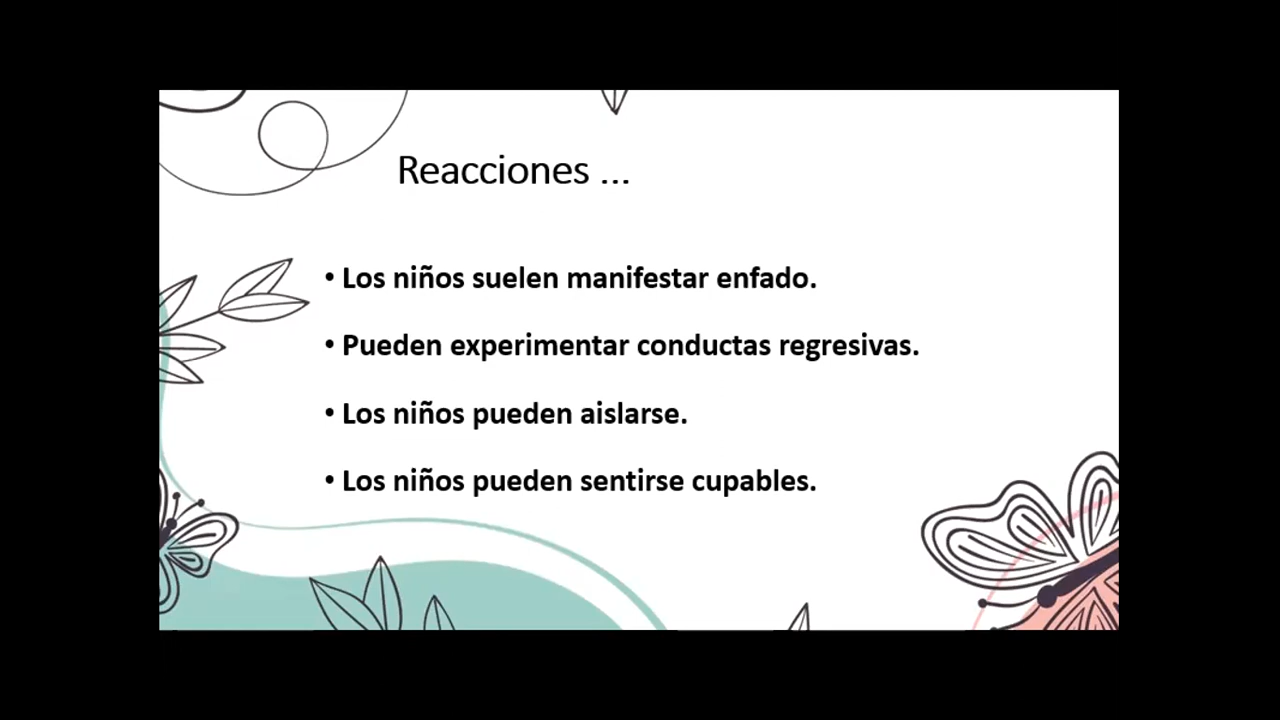 Reacciones ...
• Los niños suelen manifestar enfado.
• Pueden experimentar conductas regresivas.
• Los niños pueden aislarse.
• Los niños pueden sentirse cupables.